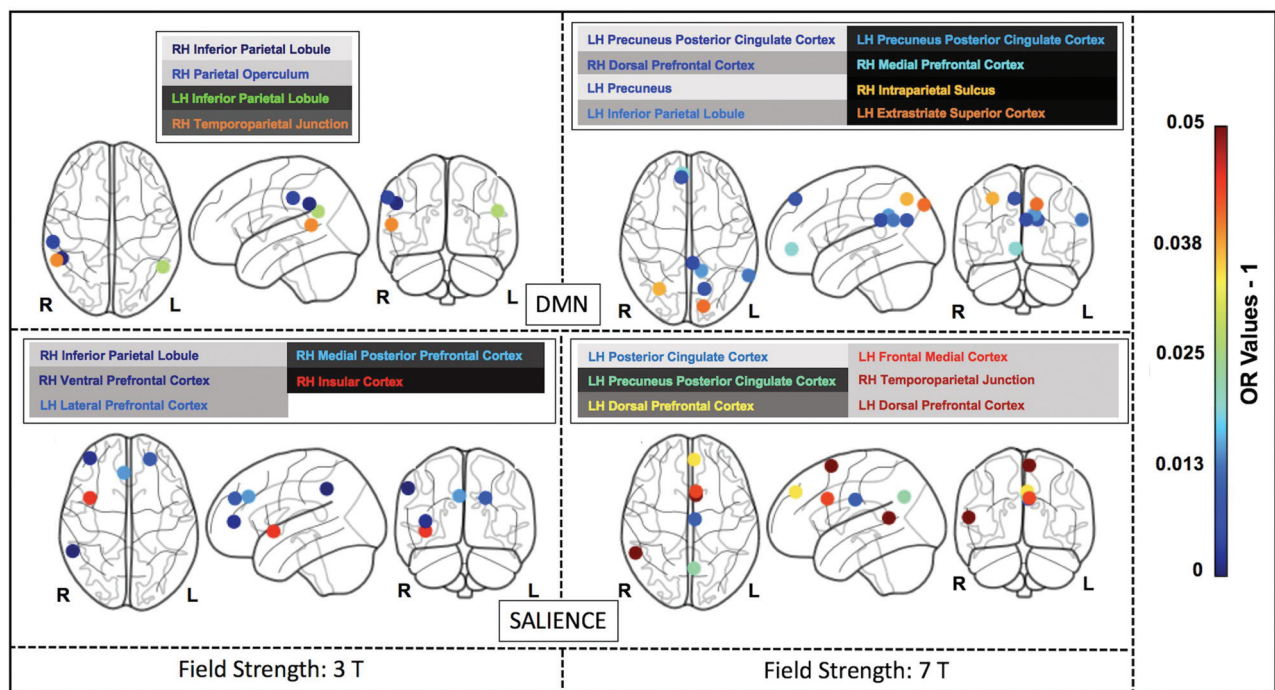 RH Inferior Parietal Lobule
RH Parietal Operculum
LH Inferior Parietal Lobule
RH Temporoparietal Junction
R
L
R
L
DMN
LH Precuneus Posterior Cingulate Cortex
RH Dorsal Prefrontal Cortex
LH Precuneus
LH Inferior Parietal Lobule
LH Precuneus Posterior Cingulate Cortex
RH Medial Prefrontal Cortex
RH Intraparietal Sulcus
LH Extrastriate Superior Cortex
R
L
R
L
RH Inferior Parietal Lobule
RH Ventral Prefrontal Cortex
LH Lateral Prefrontal Cortex
RH Medial Posterior Prefrontal Cortex
RH Insular Cortex
R
L
R
L
SALIENCE
LH Posterior Cingulate Cortex
LH Precuneus Posterior Cingulate Cortex
LH Dorsal Prefrontal Cortex
LH Frontal Medial Cortex
RH Temporoparietal Junction
LH Dorsal Prefrontal Cortex
R
L
R
L
Field Strength: 3 T
Field Strength: 7 T
0.05
0.038
0.025
0.013
0
OR Values - 1